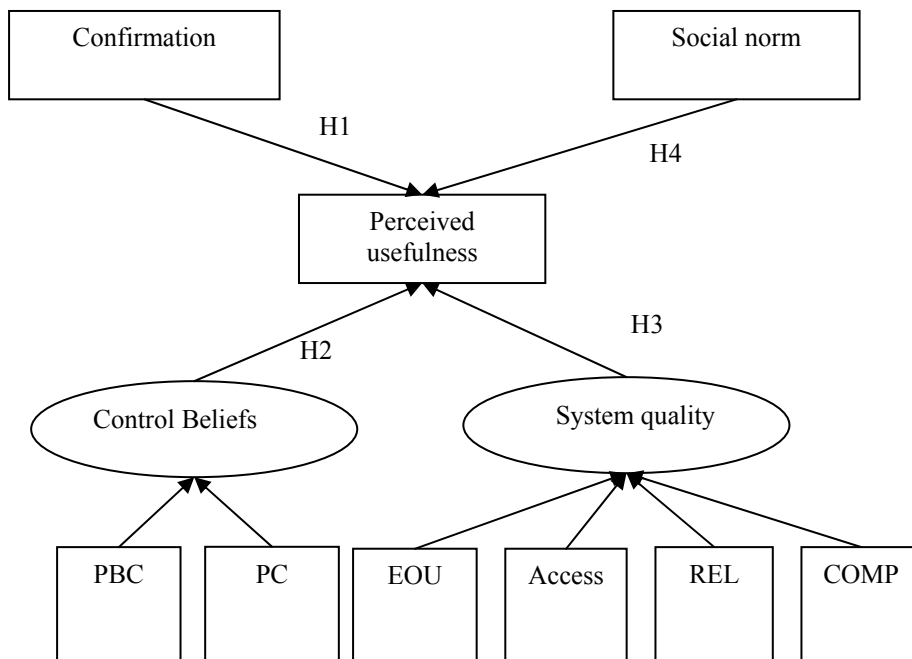 Confirmation
Social norm
H1
H4
Perceived
usefulness
H3
H2
Control Beliefs
System quality
PBC
PC
EOU
Access
REL
COMP